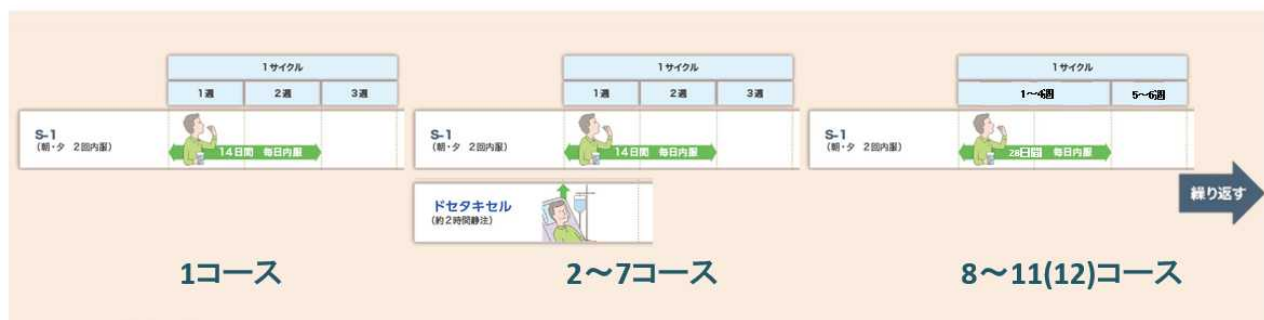 1サイクル
1週 2週 3週
S-1
(朝・夕 2回内服)
14日間 毎日内服
1コース
1サイクル
1週 2週 3週
S-1
(朝・夕 2回内服)
14日間 毎日内服
ドセタキセル
(約2時間静注)
2〜7コース
1サイクル
1〜4週 5〜6週
S-1
(朝・夕 2回内服)
28日間 毎日内服
8〜11(12)コース
繰り返す